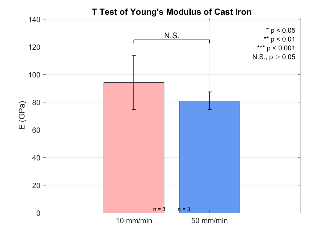 T Test of Young's Modulus of Cast Iron
* p < 0.05
** p < 0.01
*** p < 0.001
N.S., p > 0.05
N.S.
140
120
100
80
60
40
20
0
E (GPa)
n = 3
n = 3
10 mm/min
50 mm/min